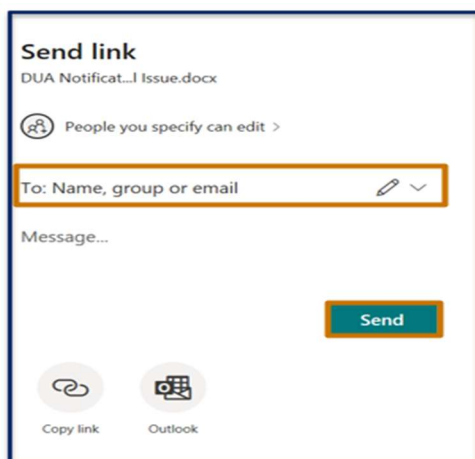 Send link
DUA Notificat...l Issue.docx
People you specify can edit >
To: Name, group or email
Message...
Send
Copy link
Outlook